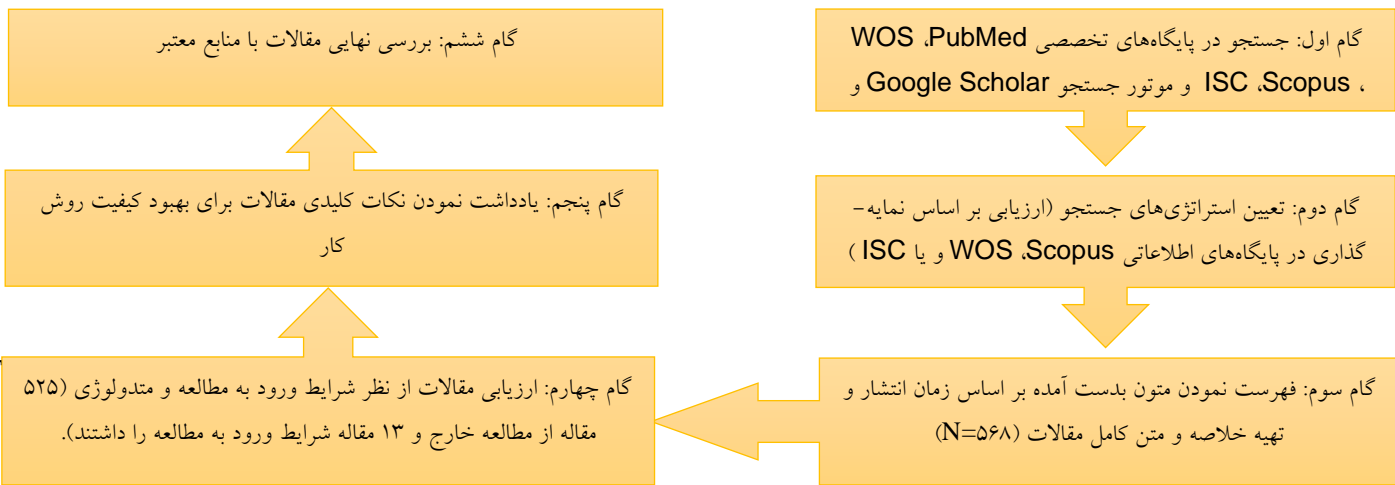 گام اول: جستجو در پایگاه‌های تخصصی WOS ،PubMed
، ISC ،Scopus و موتور جستجو Google Scholar و
گام دوم: تعیین استراتژی‌های جستجو (ارزیابی بر اساس نمایه-
گذاری در پایگاه‌های اطلاعاتی WOS ،Scopus و یا ISC )
گام سوم: فهرست نمودن متون بدست آمده بر اساس زمان انتشار و
تهیه خلاصه و متن کامل مقالات (N=۵۶۸)
گام چهارم: ارزیابی مقالات از نظر شرایط ورود به مطالعه و متدولوژی (۵۲۵
مقاله از مطالعه خارج و ۱۳ مقاله شرایط ورود به مطالعه را داشتند).
گام پنجم: یادداشت نمودن نکات کلیدی مقالات برای بهبود کیفیت روش
کار
گام ششم: بررسی نهایی مقالات با منابع معتبر